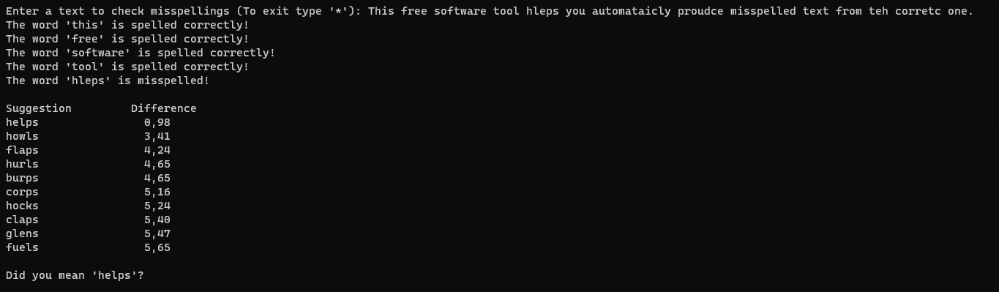 Enter a text to check misspellings (To exit type '*'): This free software tool hleps you automataicly proudce misspelled text from teh corretc one.
The word 'this' is spelled correctly!
The word 'free' is spelled correctly!
The word 'software' is spelled correctly!
The word 'tool' is spelled correctly!
The word 'hleps' is misspelled!
Suggestion Difference
helps 0,98
howls 3,41
flaps 4,24
hurls 4,65
burps 4,65
corps 5,16
hocks 5,24
claps 5,40
glens 5,47
fuels 5,65
Did you mean 'helps'?